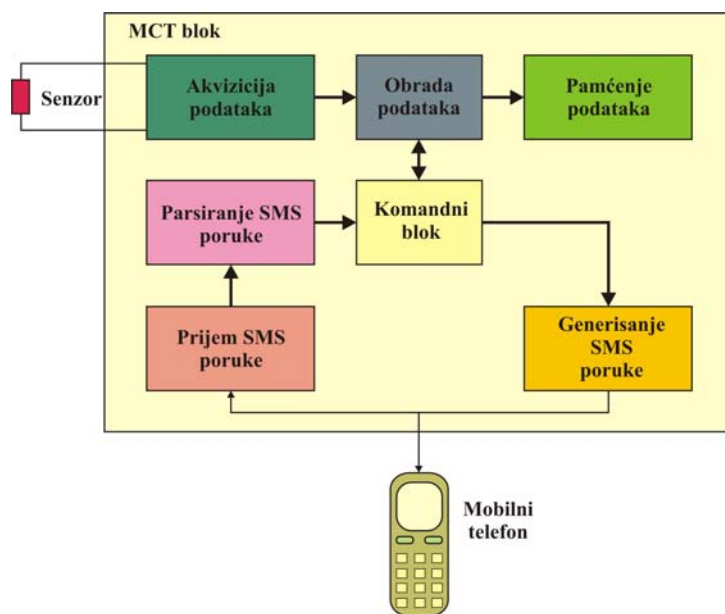 MCT blok
Senzor
Akvizicija
podataka
Obrada
podataka
Pamćenje
podataka
Parsiranje SMS
poruke
Komandni
blok
Prijem SMS
poruke
Generisanje
SMS
poruke
Mobilni
telefon